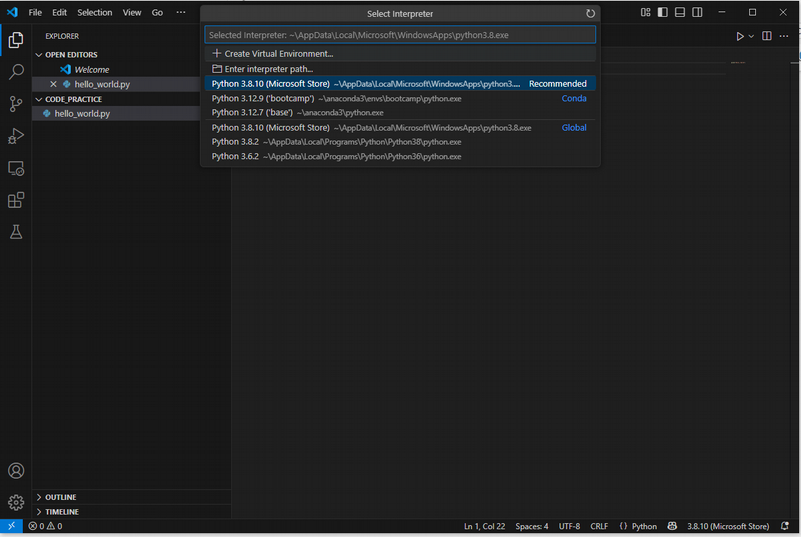 File Edit Selection View Go ···
Select Interpreter
Selected Interpreter: ~\AppData\Local\Microsoft\WindowsApps\python3.8.exe
+ Create Virtual Environment...
Enter interpreter path...
Python 3.8.10 (Microsoft Store) ~\AppData\Local\Microsoft\WindowsApps\python3.... Recommended
Python 3.12.9 ('bootcamp') ~\anaconda3\envs\bootcamp\python.exe Conda
Python 3.12.7 ('base') ~\anaconda3\python.exe
Python 3.8.10 (Microsoft Store) ~\AppData\Local\Microsoft\WindowsApps\python3.8.exe Global
Python 3.8.2 ~\AppData\Local\Programs\Python\Python38\python.exe
Python 3.6.2 ~\AppData\Local\Programs\Python\Python36\python.exe
EXPLORER
OPEN EDITORS
Welcome
hello_world.py
CODE_PRACTICE
hello_world.py
OUTLINE
TIMELINE
0 0 Ln 1, Col 22 Spaces: 4 UTF-8 CRLF {} Python 3.8.10 (Microsoft Store)